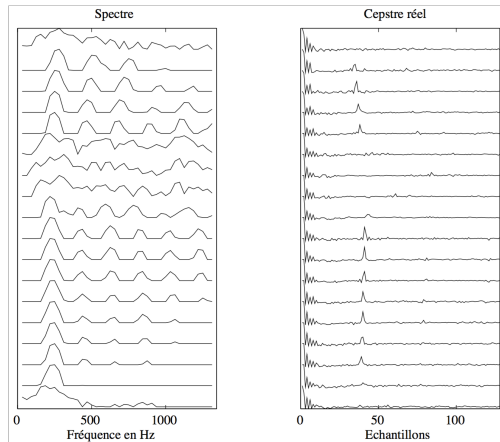 Spectre
Cepstre réel
0 500 1000
0 50 100
Fréquence en Hz
Echantillons